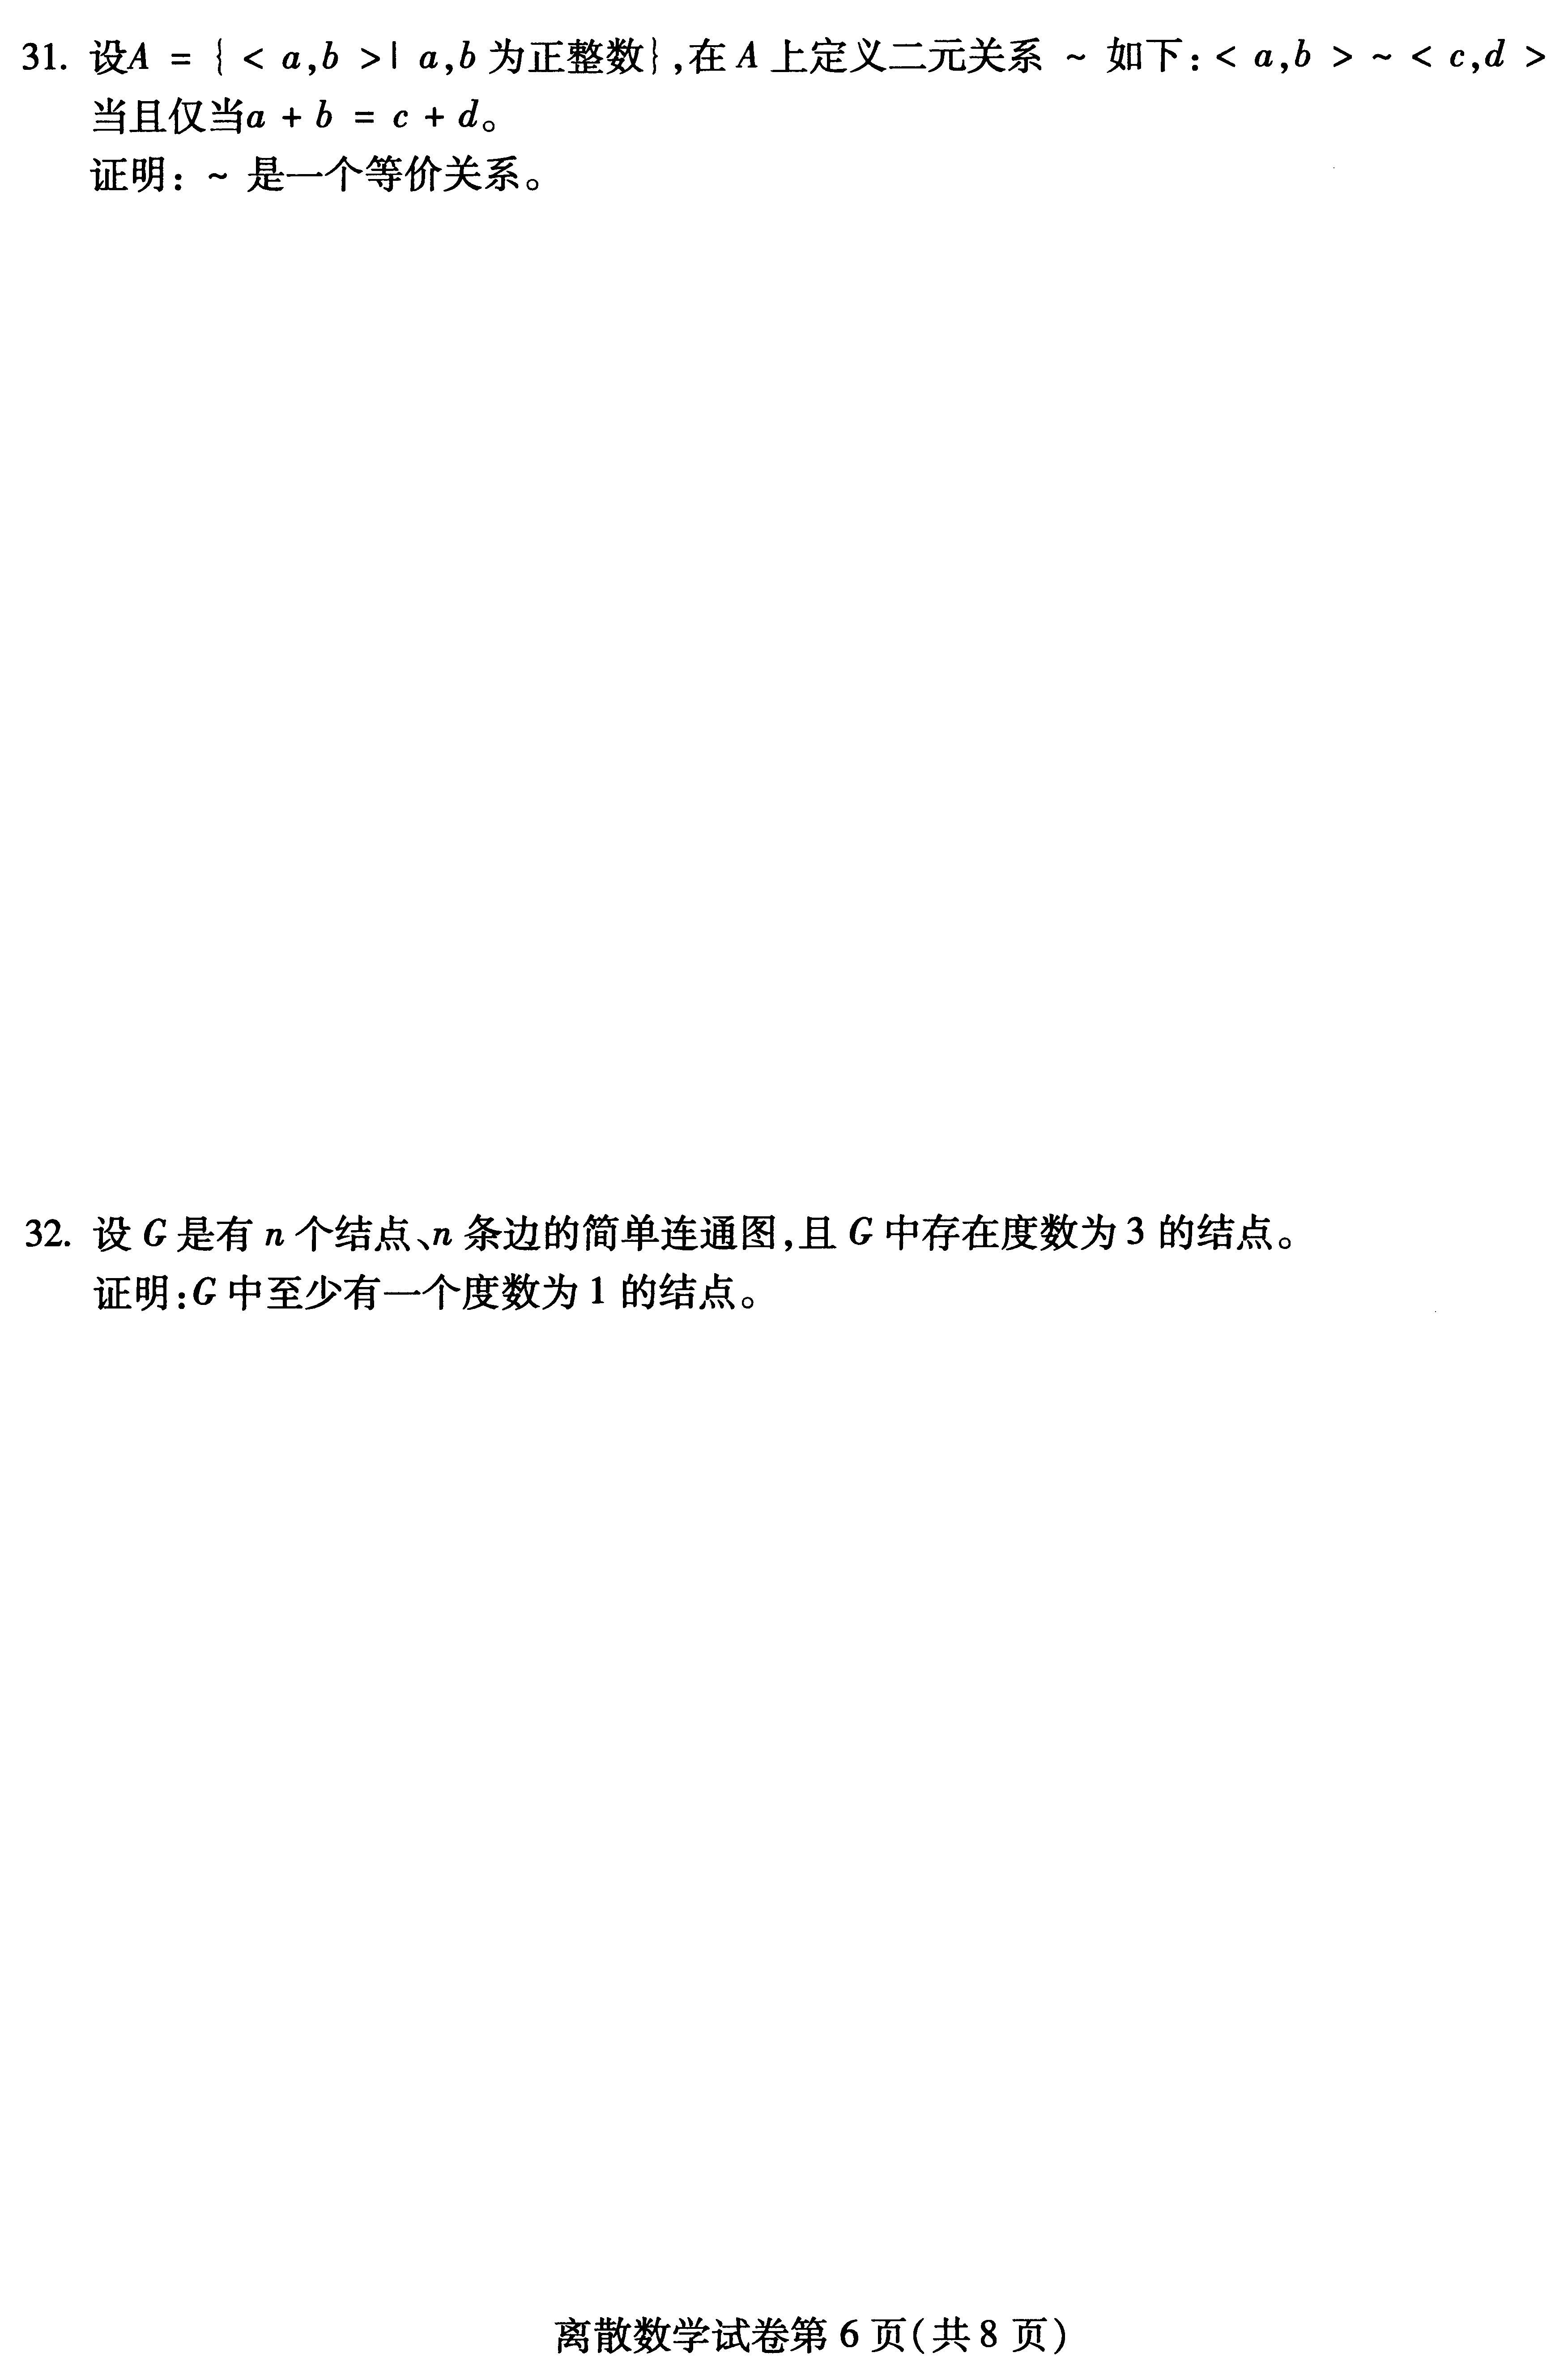 31. 设A = { < a,b >| a,b 为正整数},在 A 上定义二元关系 ~ 如下: < a,b > ~ < c,d >
当且仅当a + b = c + d。
证明: ~ 是一个等价关系。
32. 设 G 是有 n 个结点、n 条边的简单连通图,且 G 中存在度数为 3 的结点。
证明:G 中至少有一个度数为 1 的结点。
离散数学试卷第 6 页(共 8 页)